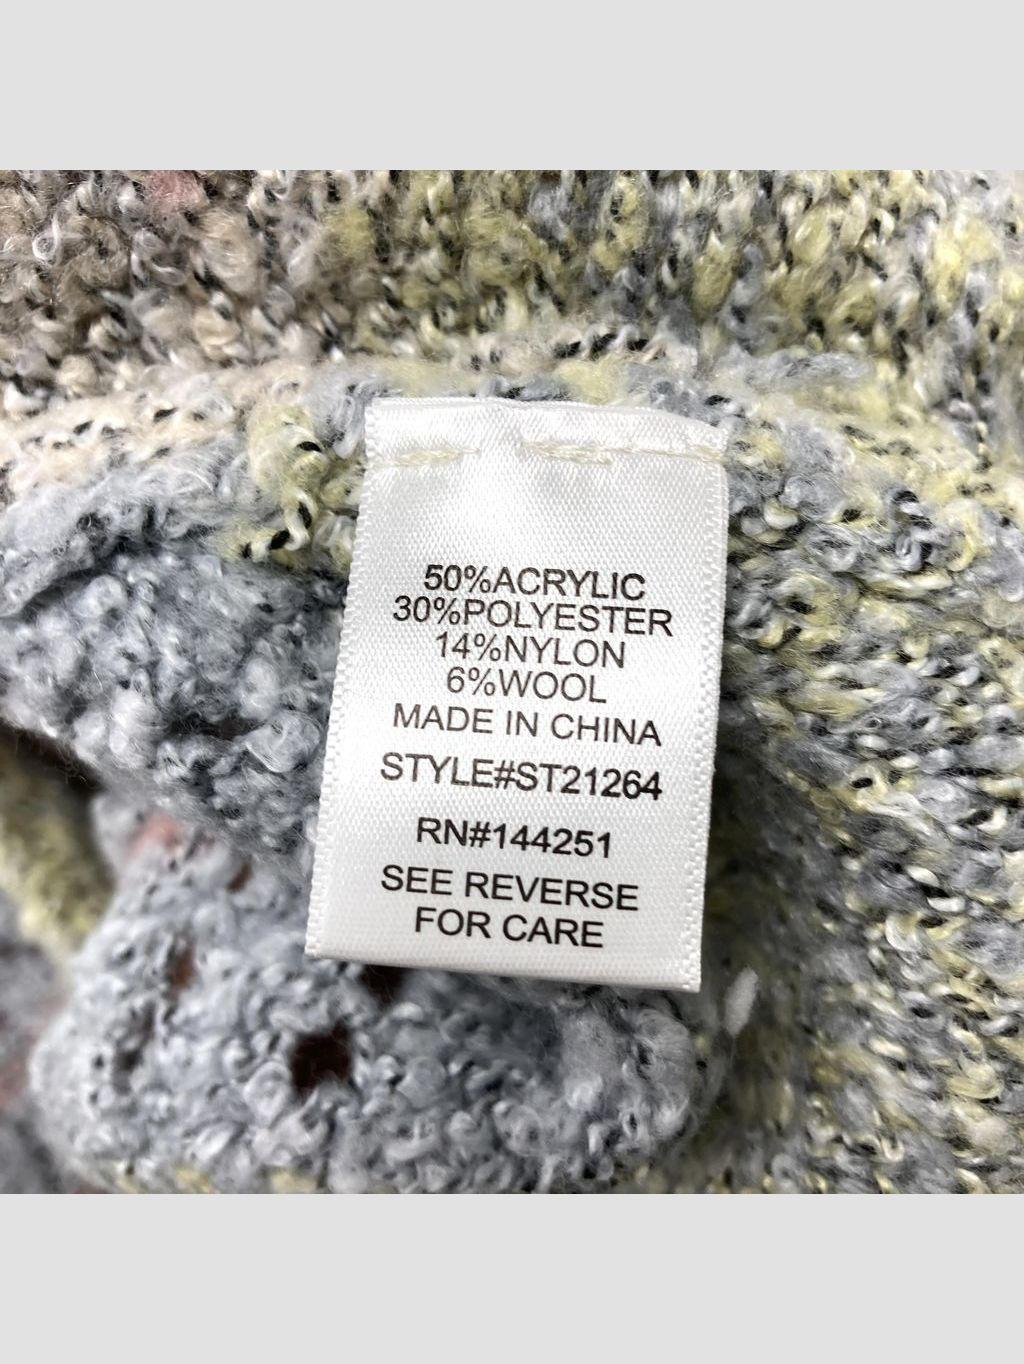 50%ACRYLIC
30%POLYESTER
14%NYLON
6%WOOL
MADE IN CHINA
STYLE#ST21264
RN#144251
SEE REVERSE
FOR CARE